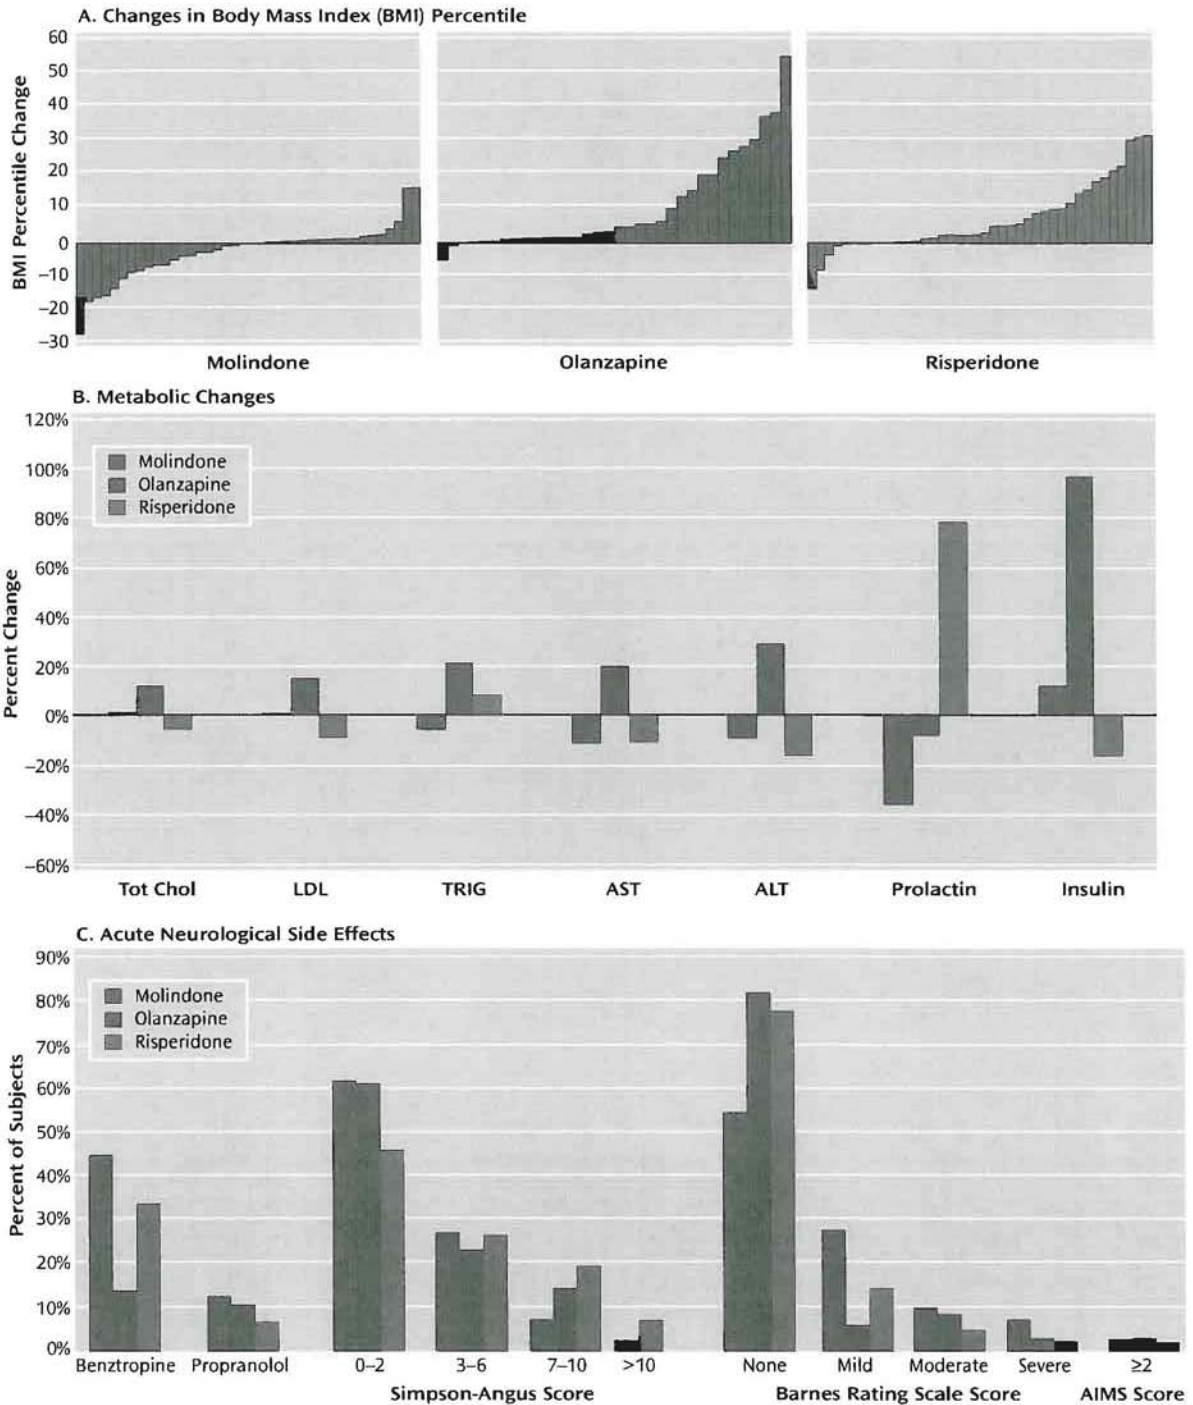 A. Changes in Body Mass Index (BMI) Percentile
BMI Percentile Change
60
50
40
30
20
10
0
–10
–20
–30
Molindone Olanzapine Risperidone
B. Metabolic Changes
Percent Change
120%
100%
80%
60%
40%
20%
0%
–20%
–40%
–60%
Molindone
Olanzapine
Risperidone
Tot Chol LDL TRIG AST ALT Prolactin Insulin
C. Acute Neurological Side Effects
Percent of Subjects
90%
80%
70%
60%
50%
40%
30%
20%
10%
0%
Molindone
Olanzapine
Risperidone
Benztropine Propranolol 0–2 3–6 7–10 >10 None Mild Moderate Severe ≥2
Simpson-Angus Score Barnes Rating Scale Score AIMS Score